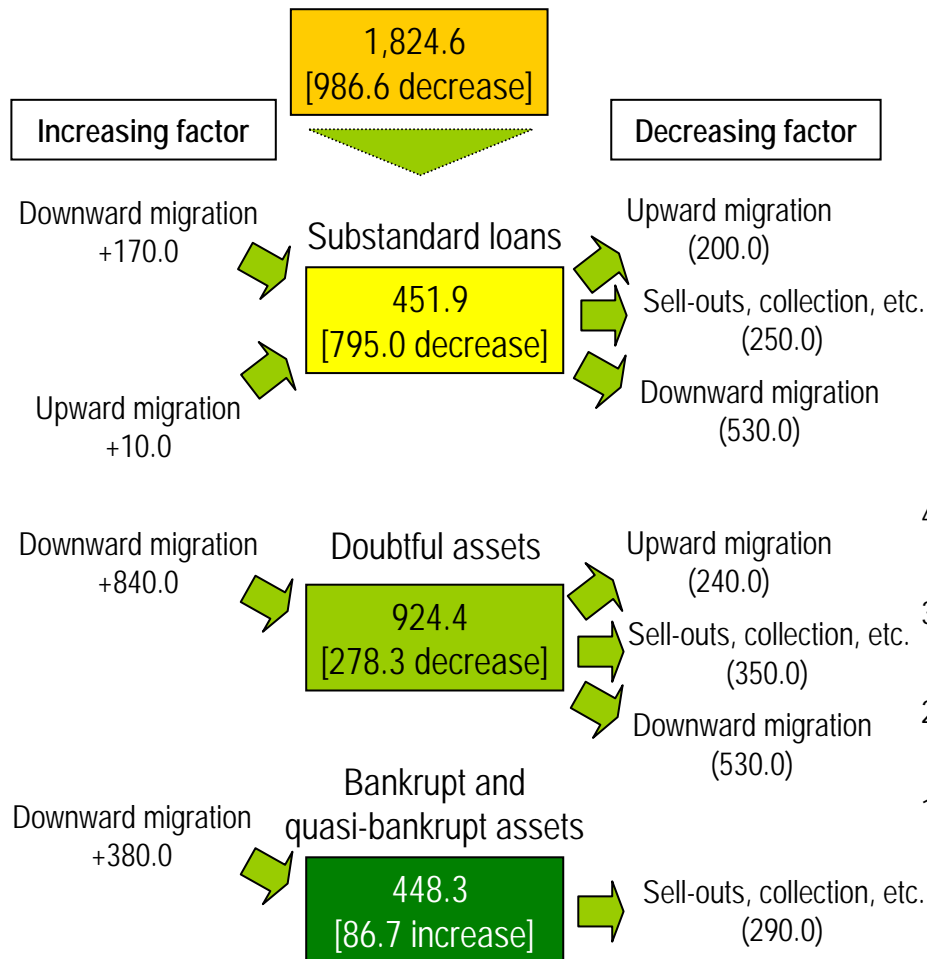 1,824.6
[986.6 decrease]
Increasing factor
Decreasing factor
Downward migration
+170.0
Upward migration
+10.0
Substandard loans
451.9
[795.0 decrease]
Upward migration
(200.0)
Sell-outs, collection, etc.
(250.0)
Downward migration
(530.0)
Downward migration
+840.0
Doubtful assets
924.4
[278.3 decrease]
Upward migration
(240.0)
Sell-outs, collection, etc.
(350.0)
Downward migration
(530.0)
Downward migration
+380.0
Bankrupt and
quasi-bankrupt assets
448.3
[86.7 increase]
Sell-outs, collection, etc.
(290.0)